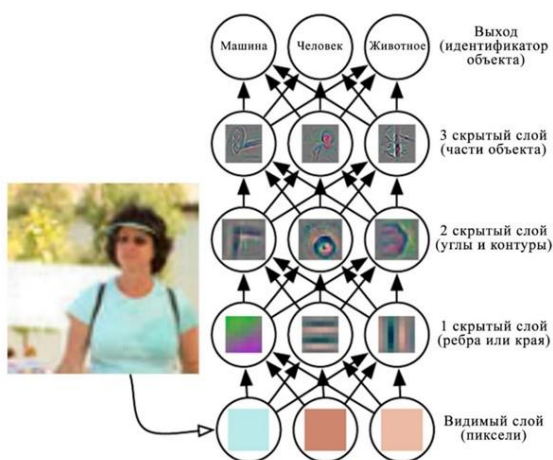 Машина
Человек
Животное
Выход
(идентификатор
объекта)
3 скрытый слой
(части объекта)
2 скрытый слой
(углы и контуры)
1 скрытый слой
(ребра или края)
Видимый слой
(пиксели)